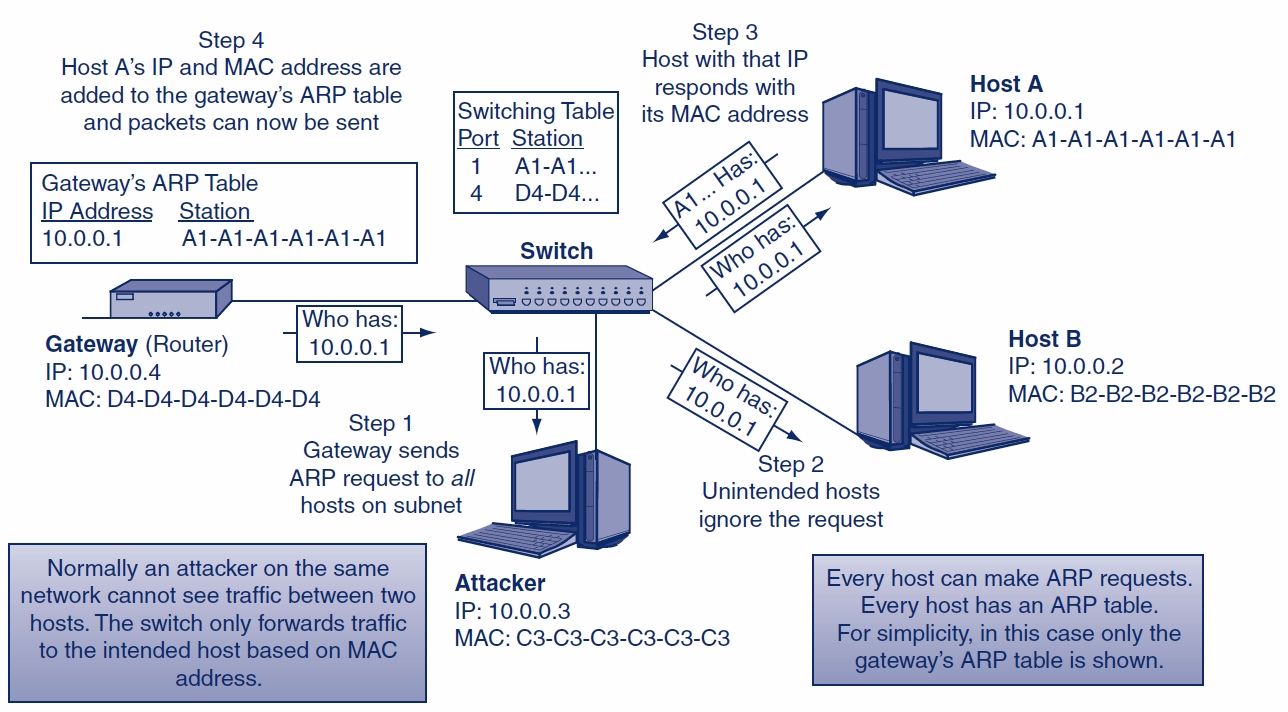 Step 4
Host A’s IP and MAC address are
added to the gateway’s ARP table
and packets can now be sent
Gateway’s ARP Table
IP Address Station
10.0.0.1 A1-A1-A1-A1-A1-A1
Switching Table
Port Station
1 A1-A1...
4 D4-D4...
Step 3
Host with that IP
responds with
its MAC address
Host A
IP: 10.0.0.1
MAC: A1-A1-A1-A1-A1-A1
A1... Has:
10.0.0.1
Who has:
10.0.0.1
Switch
Gateway (Router)
IP: 10.0.0.4
MAC: D4-D4-D4-D4-D4-D4
Who has:
10.0.0.1
Who has:
10.0.0.1
Who has:
10.0.0.1
Host B
IP: 10.0.0.2
MAC: B2-B2-B2-B2-B2-B2
Step 1
Gateway sends
ARP request to all
hosts on subnet
Step 2
Unintended hosts
ignore the request
Normally an attacker on the same
network cannot see traffic between two
hosts. The switch only forwards traffic
to the intended host based on MAC
address.
Attacker
IP: 10.0.0.3
MAC: C3-C3-C3-C3-C3-C3
Every host can make ARP requests.
Every host has an ARP table.
For simplicity, in this case only the
gateway’s ARP table is shown.